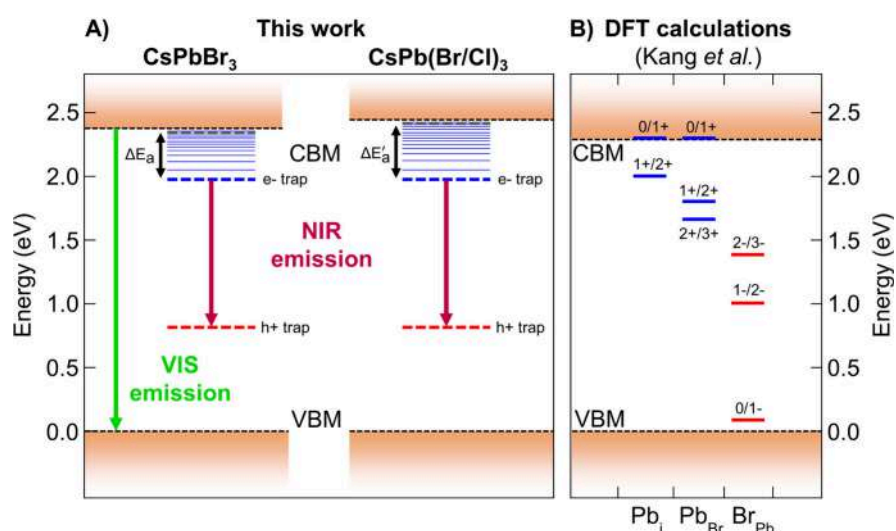 A) This work
CsPbBr3
CsPb(Br/Cl)3
B) DFT calculations
(Kang et al.)
Energy (eV)
2.5
2.0
1.5
1.0
0.5
0.0
ΔEa
CBM
e- trap
NIR
emission
h+ trap
VIS
emission
VBM
ΔE′a
e- trap
h+ trap
CBM
0/1+
0/1+
1+/2+
1+/2+
2+/3+
2-/3-
1-/2-
0/1-
VBM
Pbi
PbBr
BrPb
2.5
2.0
1.5
1.0
0.5
0.0
Energy (eV)